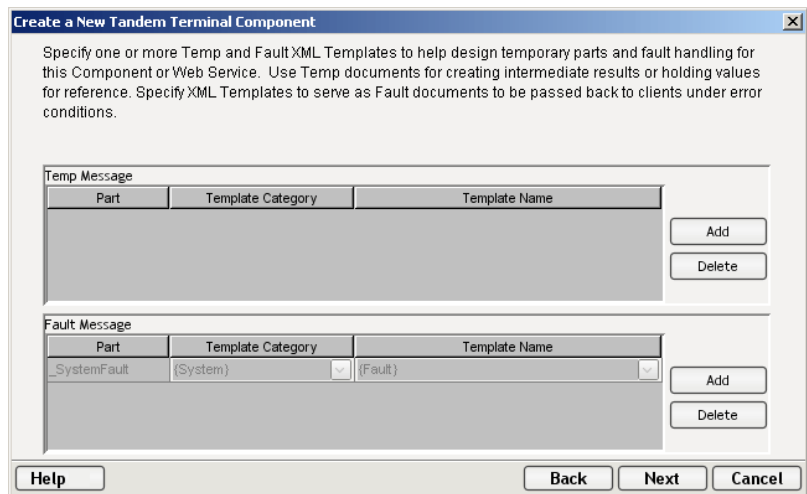 Create a New Tandem Terminal Component
Specify one or more Temp and Fault XML Templates to help design temporary parts and fault handling for
this Component or Web Service. Use Temp documents for creating intermediate results or holding values
for reference. Specify XML Templates to serve as Fault documents to be passed back to clients under error
conditions.
Temp Message
Part Template Category Template Name
Add
Delete
Fault Message
Part Template Category Template Name
_SystemFault {System} {Fault}
Add
Delete
Help Back Next Cancel